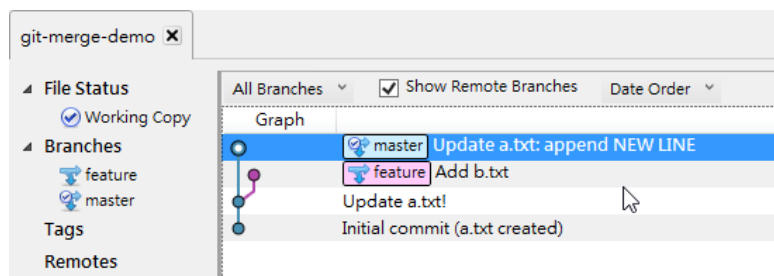 git-merge-demo
File Status
Working Copy
Branches
feature
master
Tags
Remotes
All Branches Show Remote Branches Date Order
Graph
master Update a.txt: append NEW LINE
feature Add b.txt
Update a.txt!
Initial commit (a.txt created)